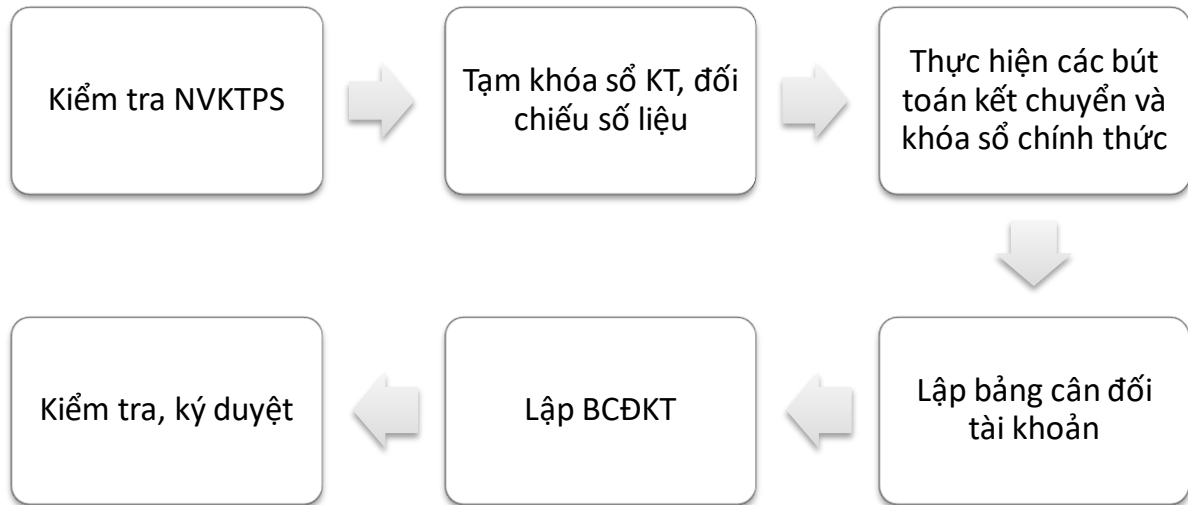 Kiểm tra NVKTPS
Tạm khóa sổ KT, đối
chiếu số liệu
Thực hiện các bút
toán kết chuyển và
khóa sổ chính thức
Lập bảng cân đối
tài khoản
Lập BCĐKT
Kiểm tra, ký duyệt